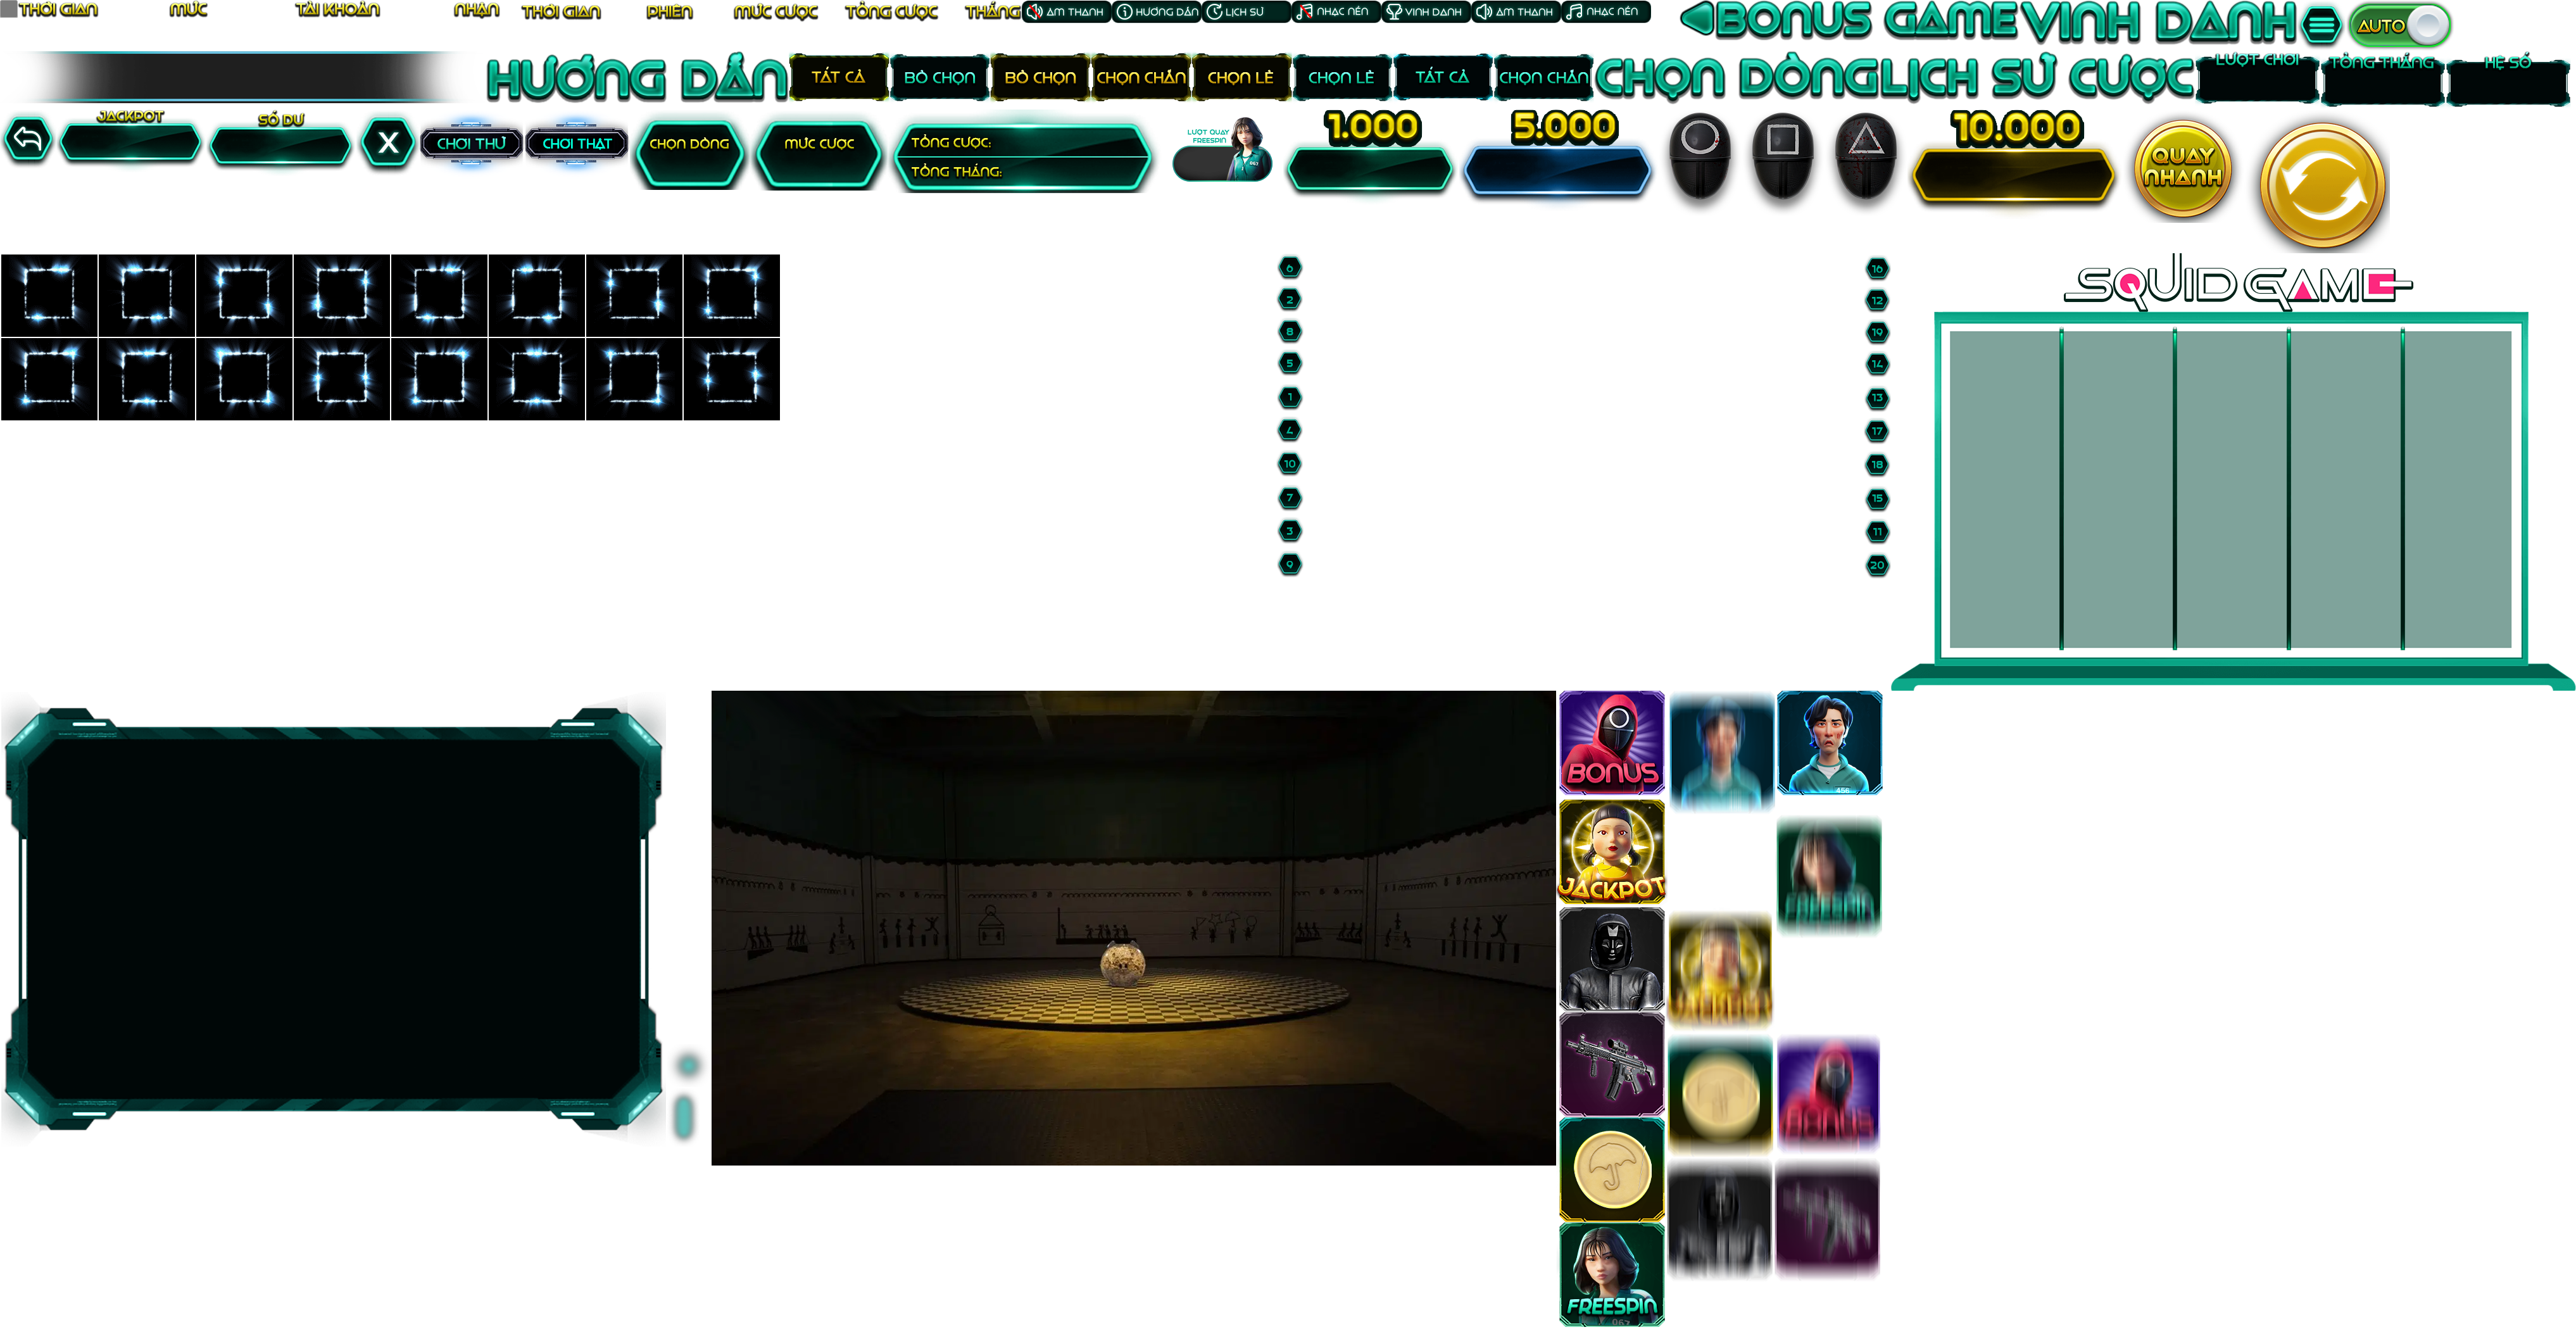 THỜI GIAN
MỨC
TÀI KHOẢN
NHẬN
THỜI GIAN
PHIÊN
MỨC CƯỢC
TỔNG CƯỢC
THẮNG
ÂM THANH
HƯỚNG DẪN
LỊCH SỬ
NHẠC NỀN
VINH DANH
ÂM THANH
NHẠC NỀN
BONUS GAME
VINH DANH
AUTO
HƯỚNG DẪN
TẤT CẢ
BỎ CHỌN
BỎ CHỌN
CHỌN CHẴN
CHỌN LẺ
CHỌN LẺ
TẤT CẢ
CHỌN CHẴN
CHỌN DÒNG
LỊCH SỬ CƯỢC
LƯỢT CHƠI
TỔNG THẮNG
HỆ SỐ
JACKPOT
SỐ DƯ
X
CHƠI THỬ
CHƠI THẬT
CHỌN DÒNG
MỨC CƯỢC
TỔNG CƯỢC:
TỔNG THẮNG:
LƯỢT QUAY
FREESPIN
067
1.000
5.000
10.000
QUAY
NHANH
6
2
8
5
1
4
10
7
3
9
16
12
19
14
13
17
18
15
11
20
SQUID GAME
BONUS
456
JACKPOT
FREESPIN
067